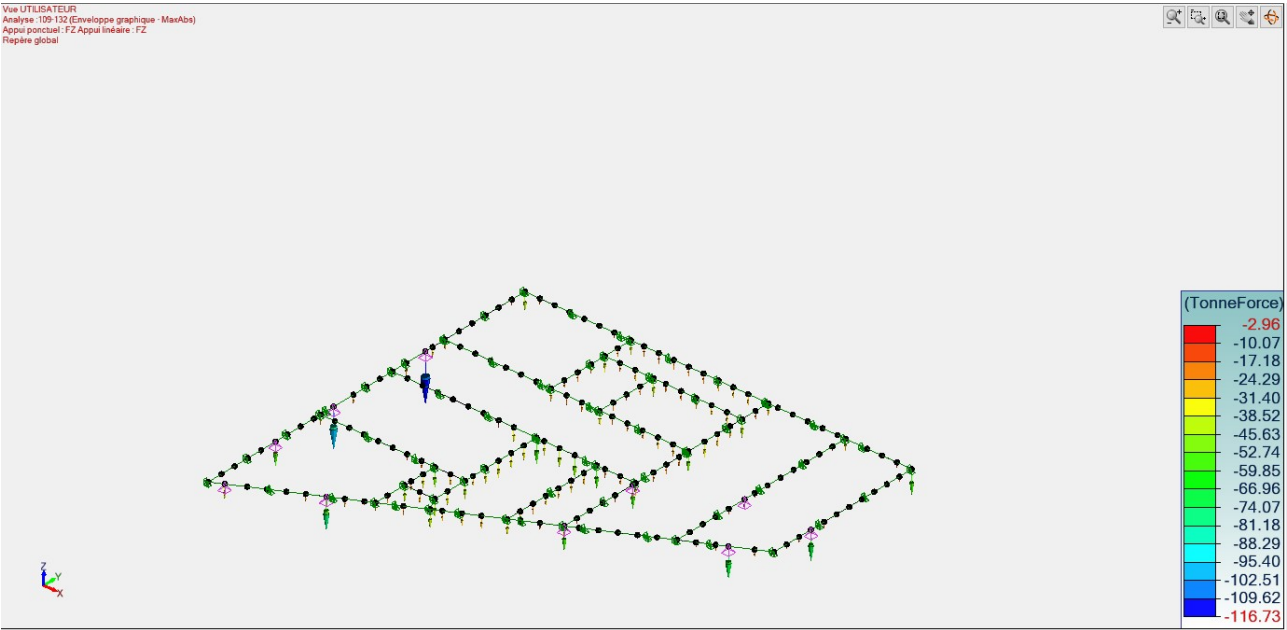 Vue UTILISATEUR
Analyse :109-132 (Enveloppe graphique - MaxAbs)
Appui ponctuel : FZ Appui linéaire : FZ
Repère global
(TonneForce)
-2.96
-10.07
-17.18
-24.29
-31.40
-38.52
-45.63
-52.74
-59.85
-66.96
-74.07
-81.18
-88.29
-95.40
-102.51
-109.62
-116.73
Z
Y
X